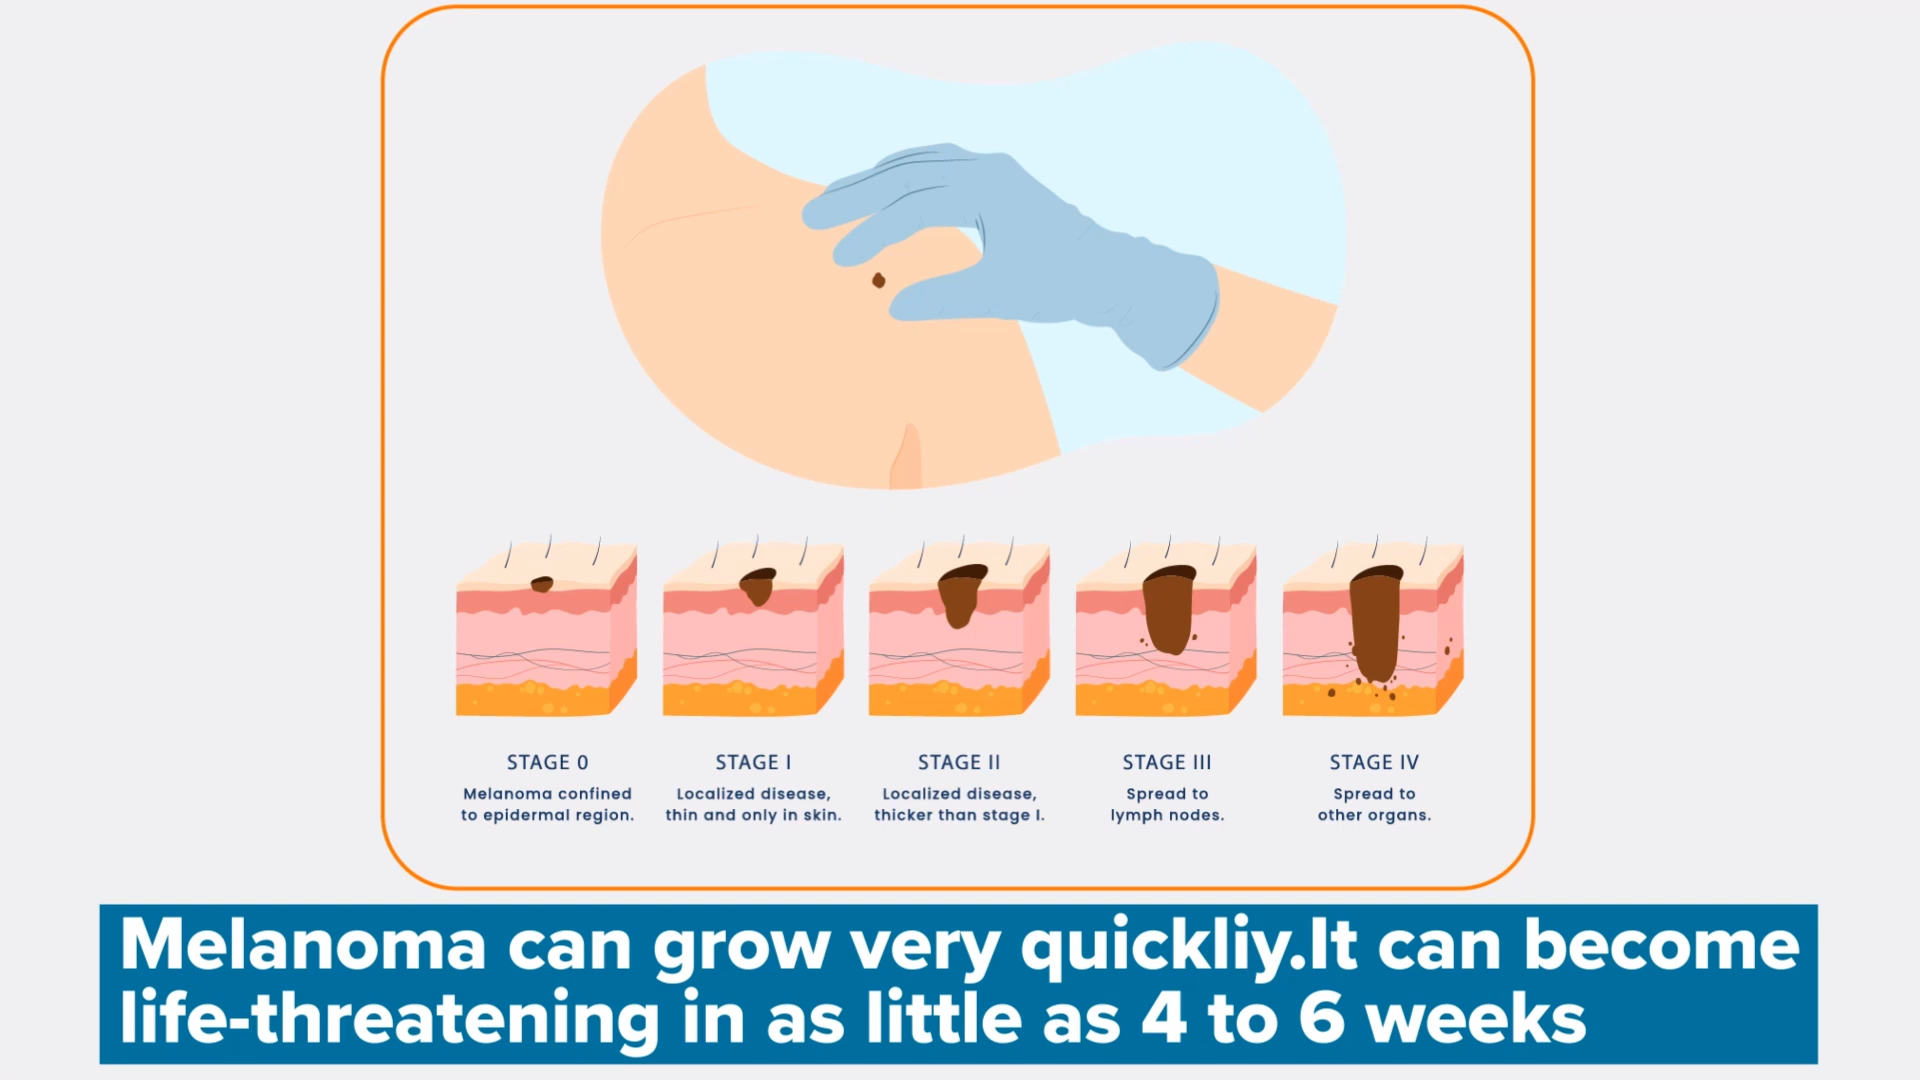 STAGE 0
Melanoma confined
to epidermal region.
STAGE I
Localized disease,
thin and only in skin.
STAGE II
Localized disease,
thicker than stage I.
STAGE III
Spread to
lymph nodes.
STAGE IV
Spread to
other organs.
Melanoma can grow very quickliy.It can become
life-threatening in as little as 4 to 6 weeks